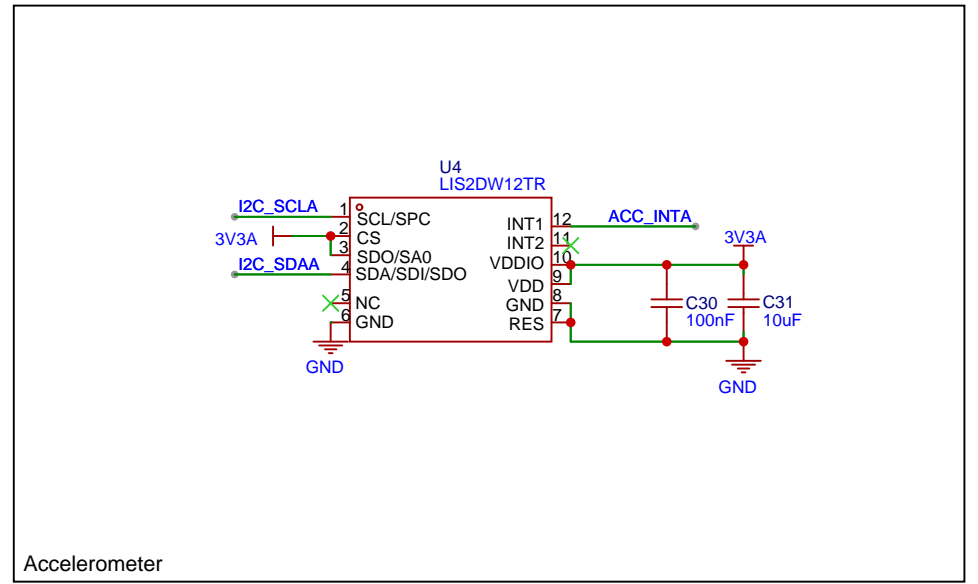 U4
LIS2DW12TR
I2C_SCLA
1
SCL/SPC
3V3A
2
CS
3
SDO/SA0
I2C_SDAA
4
SDA/SDI/SDO
5
NC
6
GND
GND
INT1
12
ACC_INTA
INT2
11
VDDIO
10
VDD
9
GND
8
RES
7
3V3A
C30
100nF
C31
10uF
GND
Accelerometer